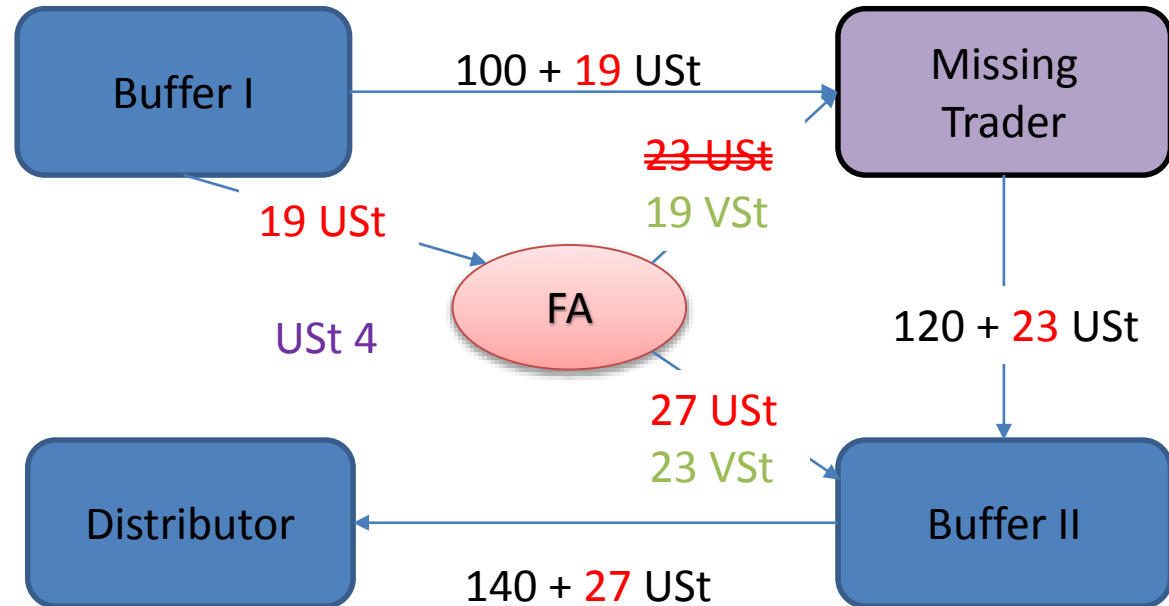 Buffer I
100 + 19 USt
Missing
Trader
23 USt
19 VSt
19 USt
FA
USt 4
120 + 23 USt
27 USt
23 VSt
Distributor
Buffer II
140 + 27 USt